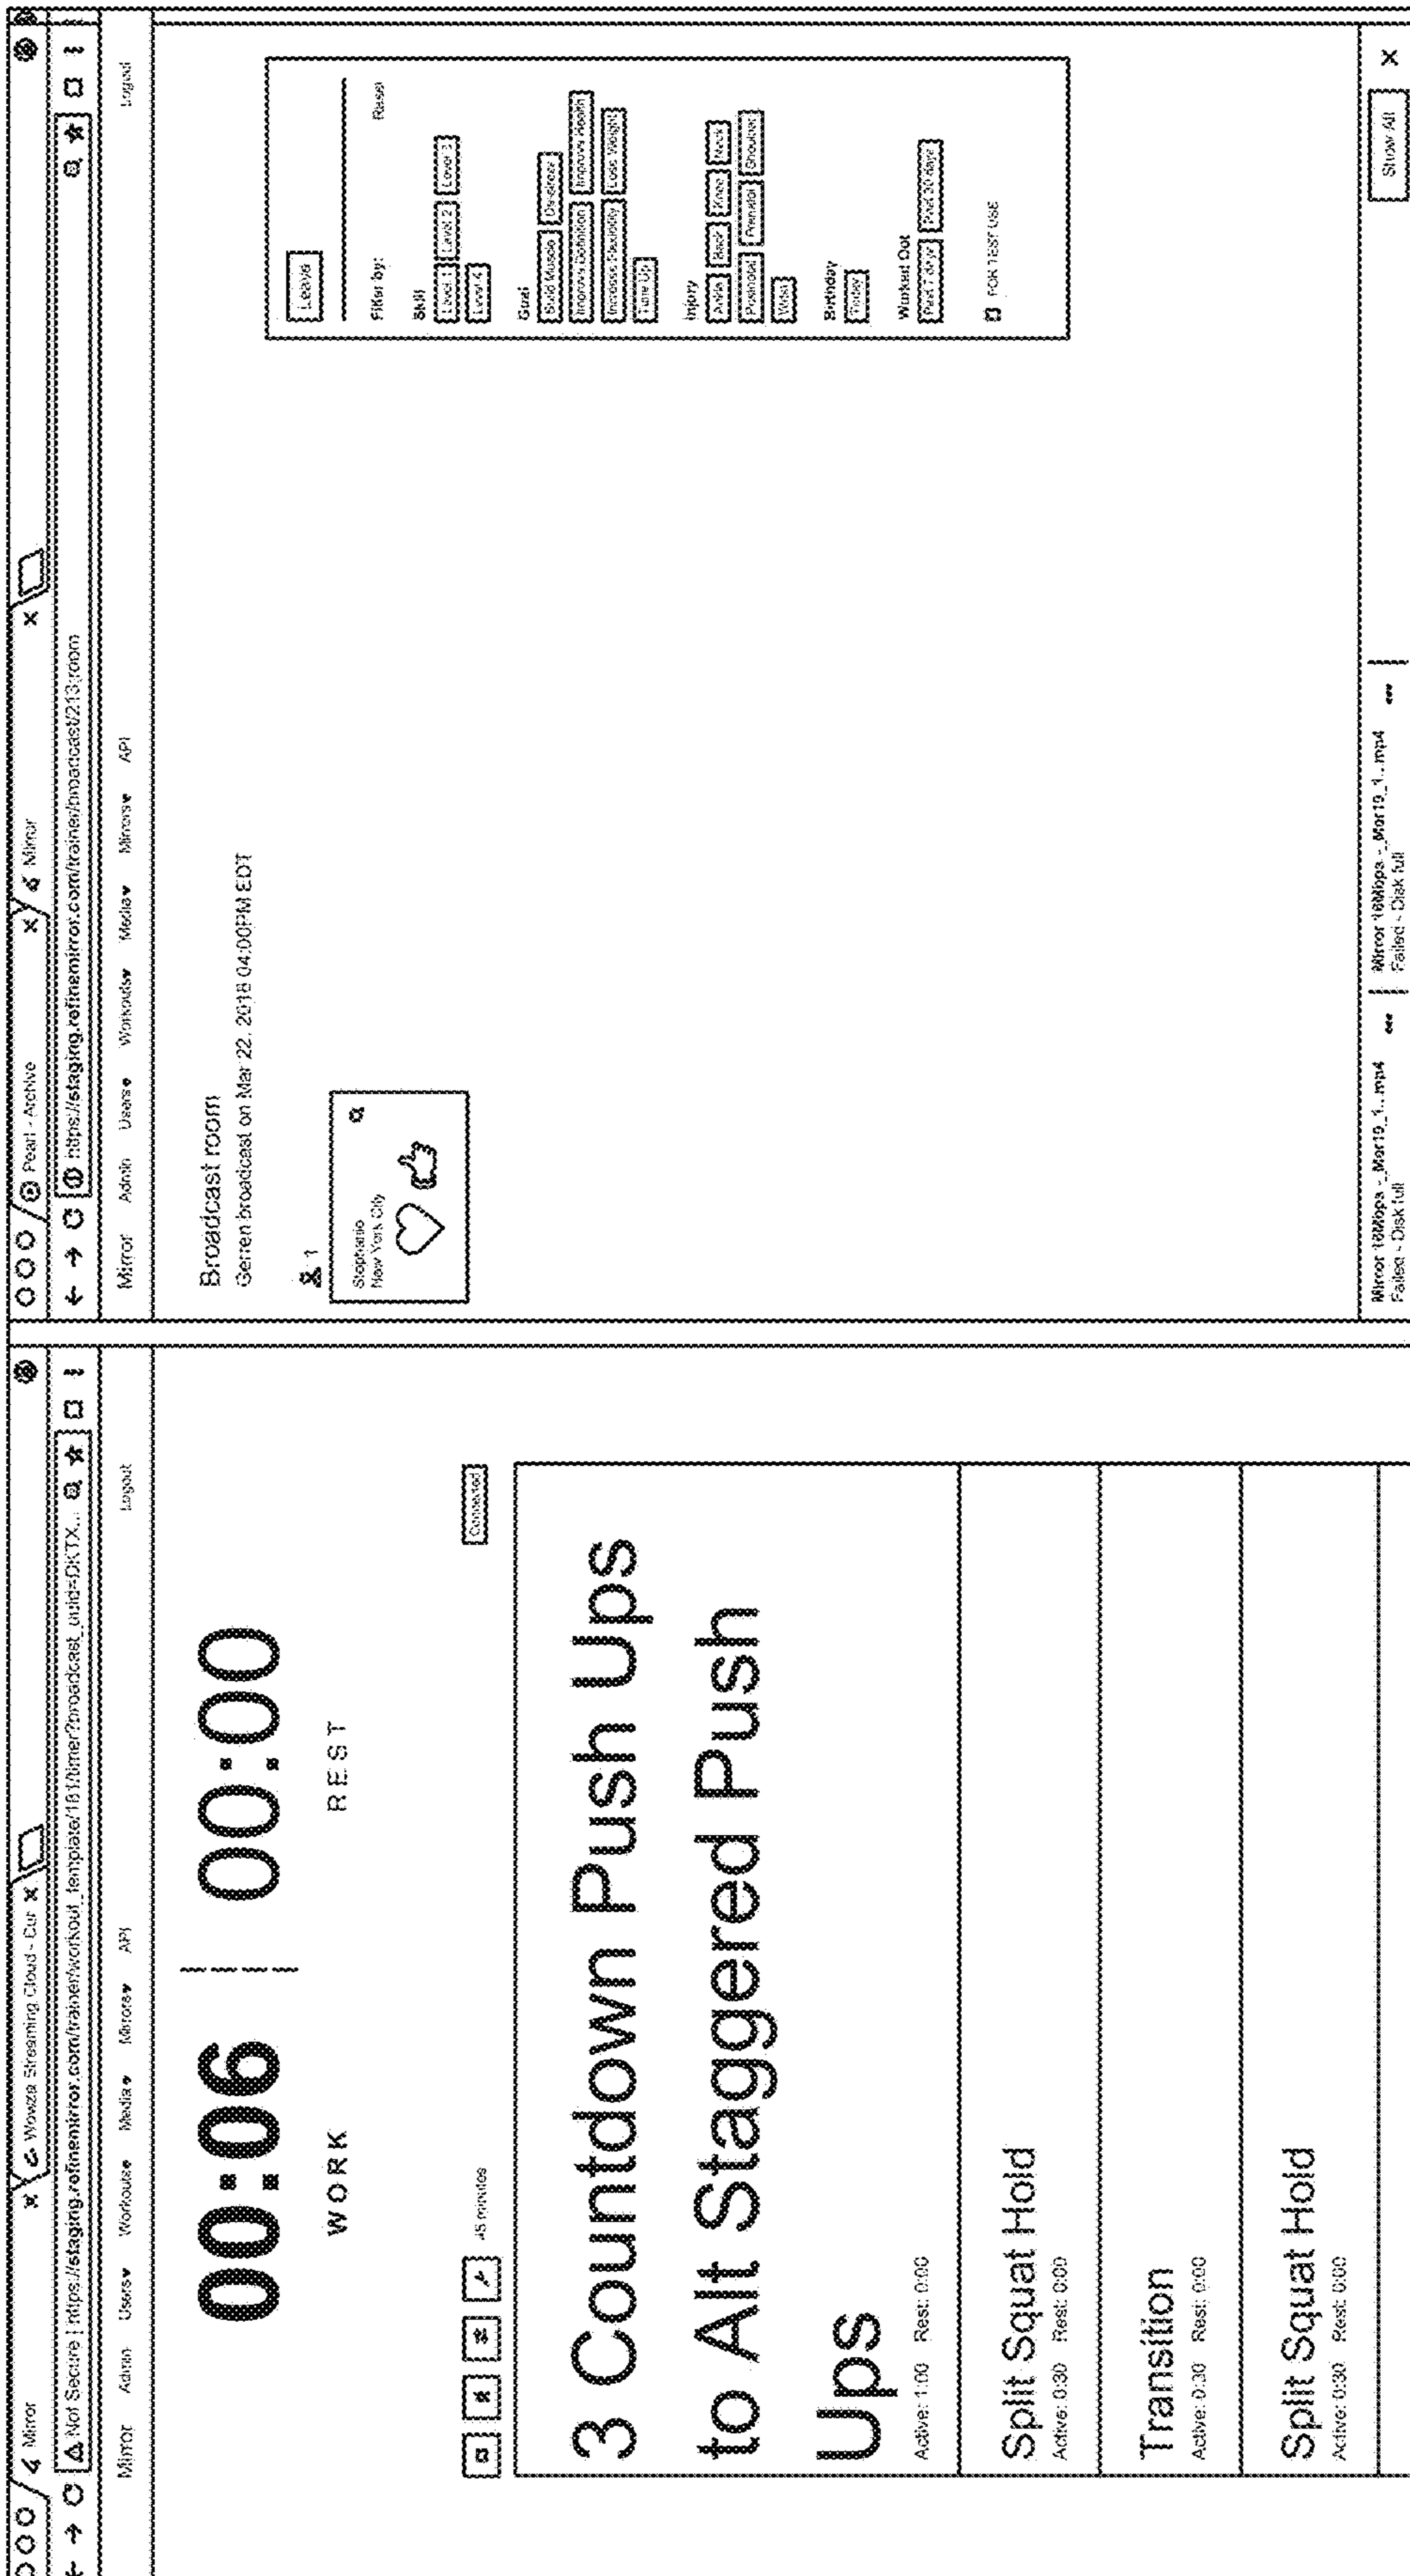 Mirror
Wowza Streaming Cloud - Cur
Not Secure | https://staging.refinemirror.com/trainer/workout_template/181/timer?broadcast_uuid=DKTX...
Mirror Admin Users Workouts Media Mirrors API Logout
00:06 | 00:00
WORK REST
45 minutes Connected
3 Countdown Push Ups
to Alt Staggered Push
Ups
Active: 1:00 Rest: 0:00
Split Squat Hold
Active: 0:30 Rest: 0:00
Transition
Active: 0:30 Rest: 0:00
Split Squat Hold
Active: 0:30 Rest: 0:00
Pearl - Archive
Mirror
https://staging.refinemirror.com/trainer/broadcast/213/room
Mirror Admin Users Workouts Media Mirrors API Logout
Broadcast room
Gerren broadcast on Mar 22, 2018 04:00PM EDT
1
Stephanie
New York City
Leave
Filter by: Reset
Skill
Level 1 Level 2 Level 3
Level 4
Goal
Build Muscle De-stress
Improve Definition Improve Health
Increase Flexibility Lose Weight
Tone Up
Injury
Ankle Back Knee Neck
Postnatal Prenatal Shoulder
Wrist
Birthday
Today
Worked Out
Past 7 days Past 30 days
FOR TEST USE
Mirror 16Mbps -_Mar19_1...mp4
Failed - Disk full
Mirror 16Mbps -_Mar19_1...mp4
Failed - Disk full
Show All